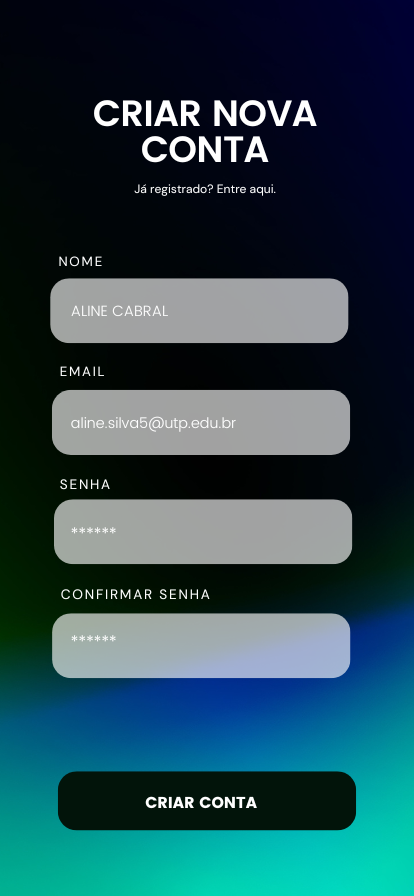 CRIAR NOVA
CONTA
Já registrado? Entre aqui.
NOME
ALINE CABRAL
EMAIL
aline.silva5@utp.edu.br
SENHA
******
CONFIRMAR SENHA
******
CRIAR CONTA